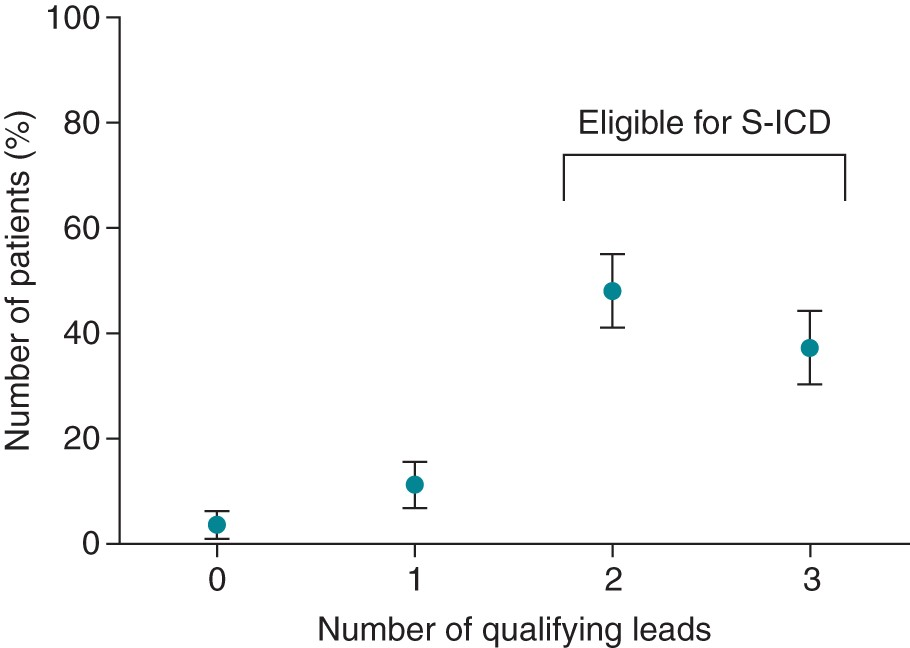 100
80
60
40
20
0
Number of patients (%)
Eligible for S-ICD
0 1 2 3
Number of qualifying leads